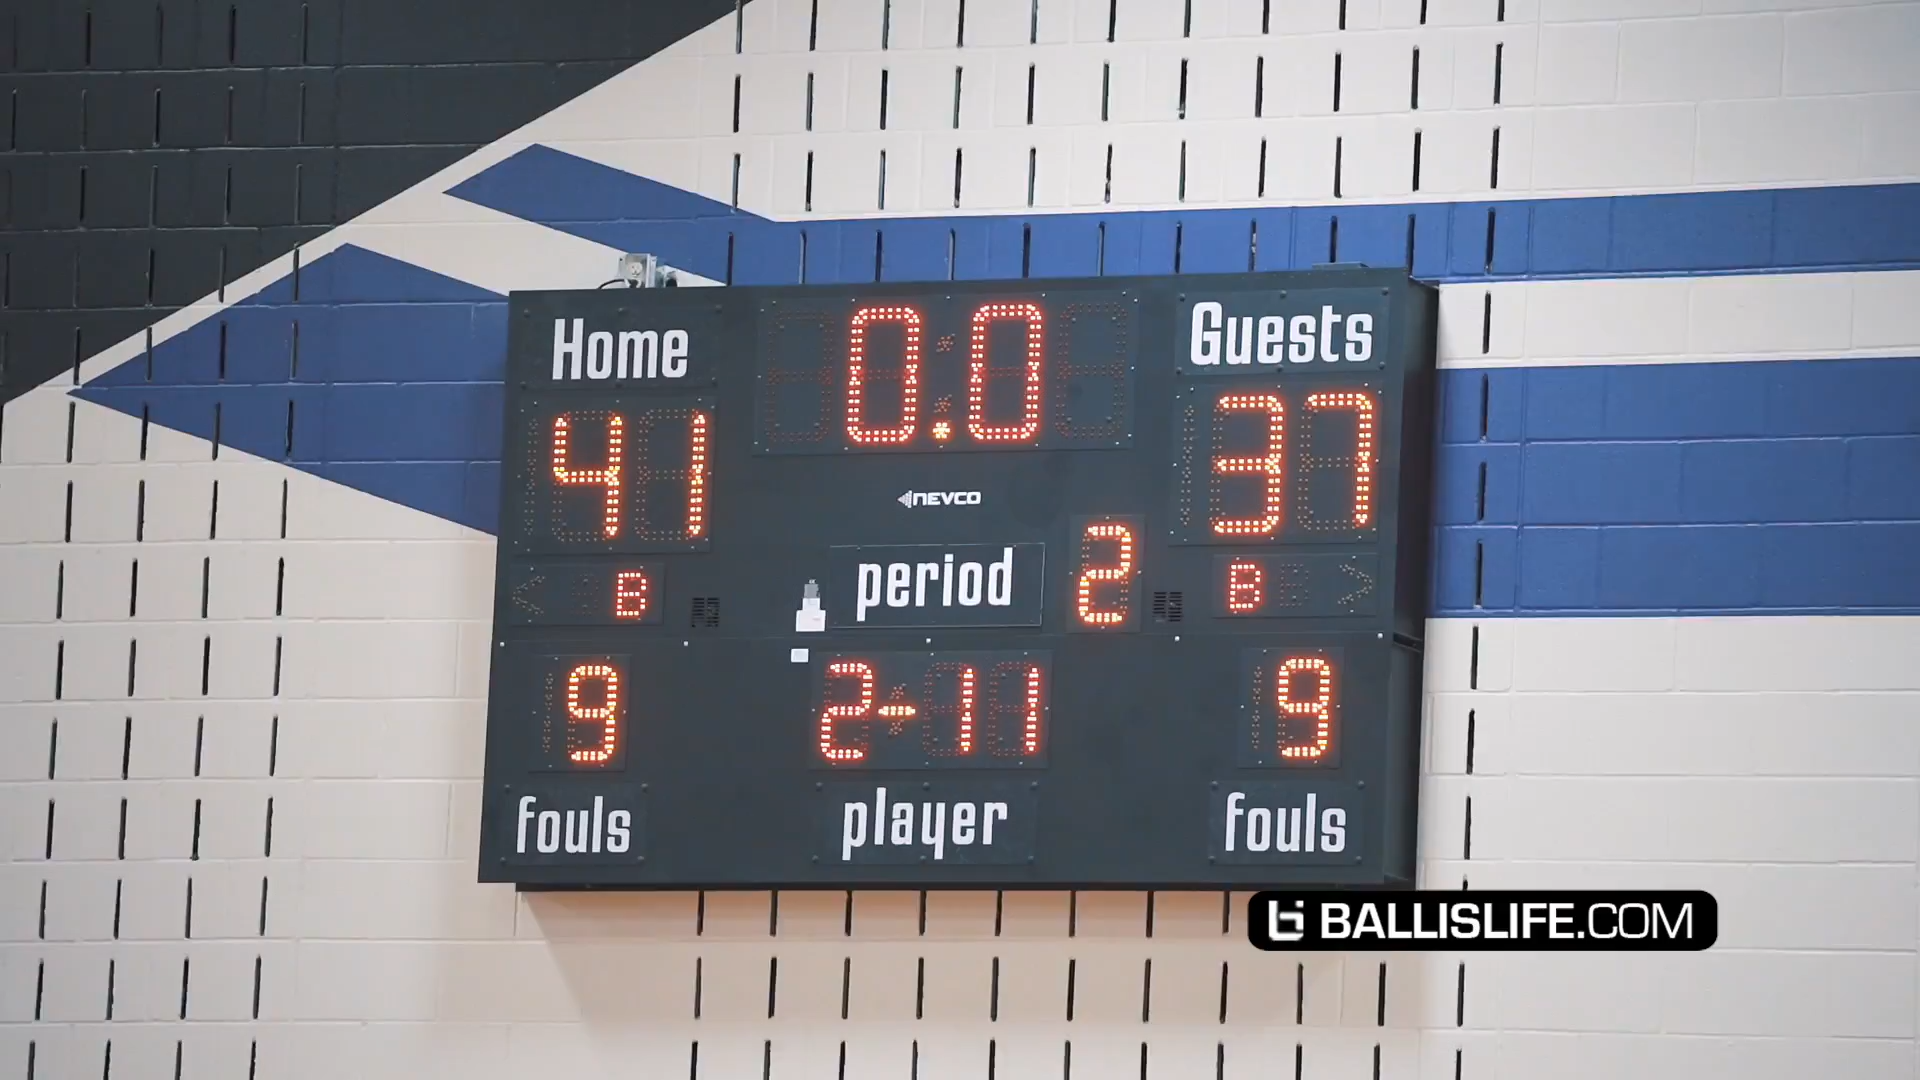 Home
0.0
Guests
41
37
NEVCO
period 2
B
B
9
2-11
9
fouls
player
fouls
BALLISLIFE.COM